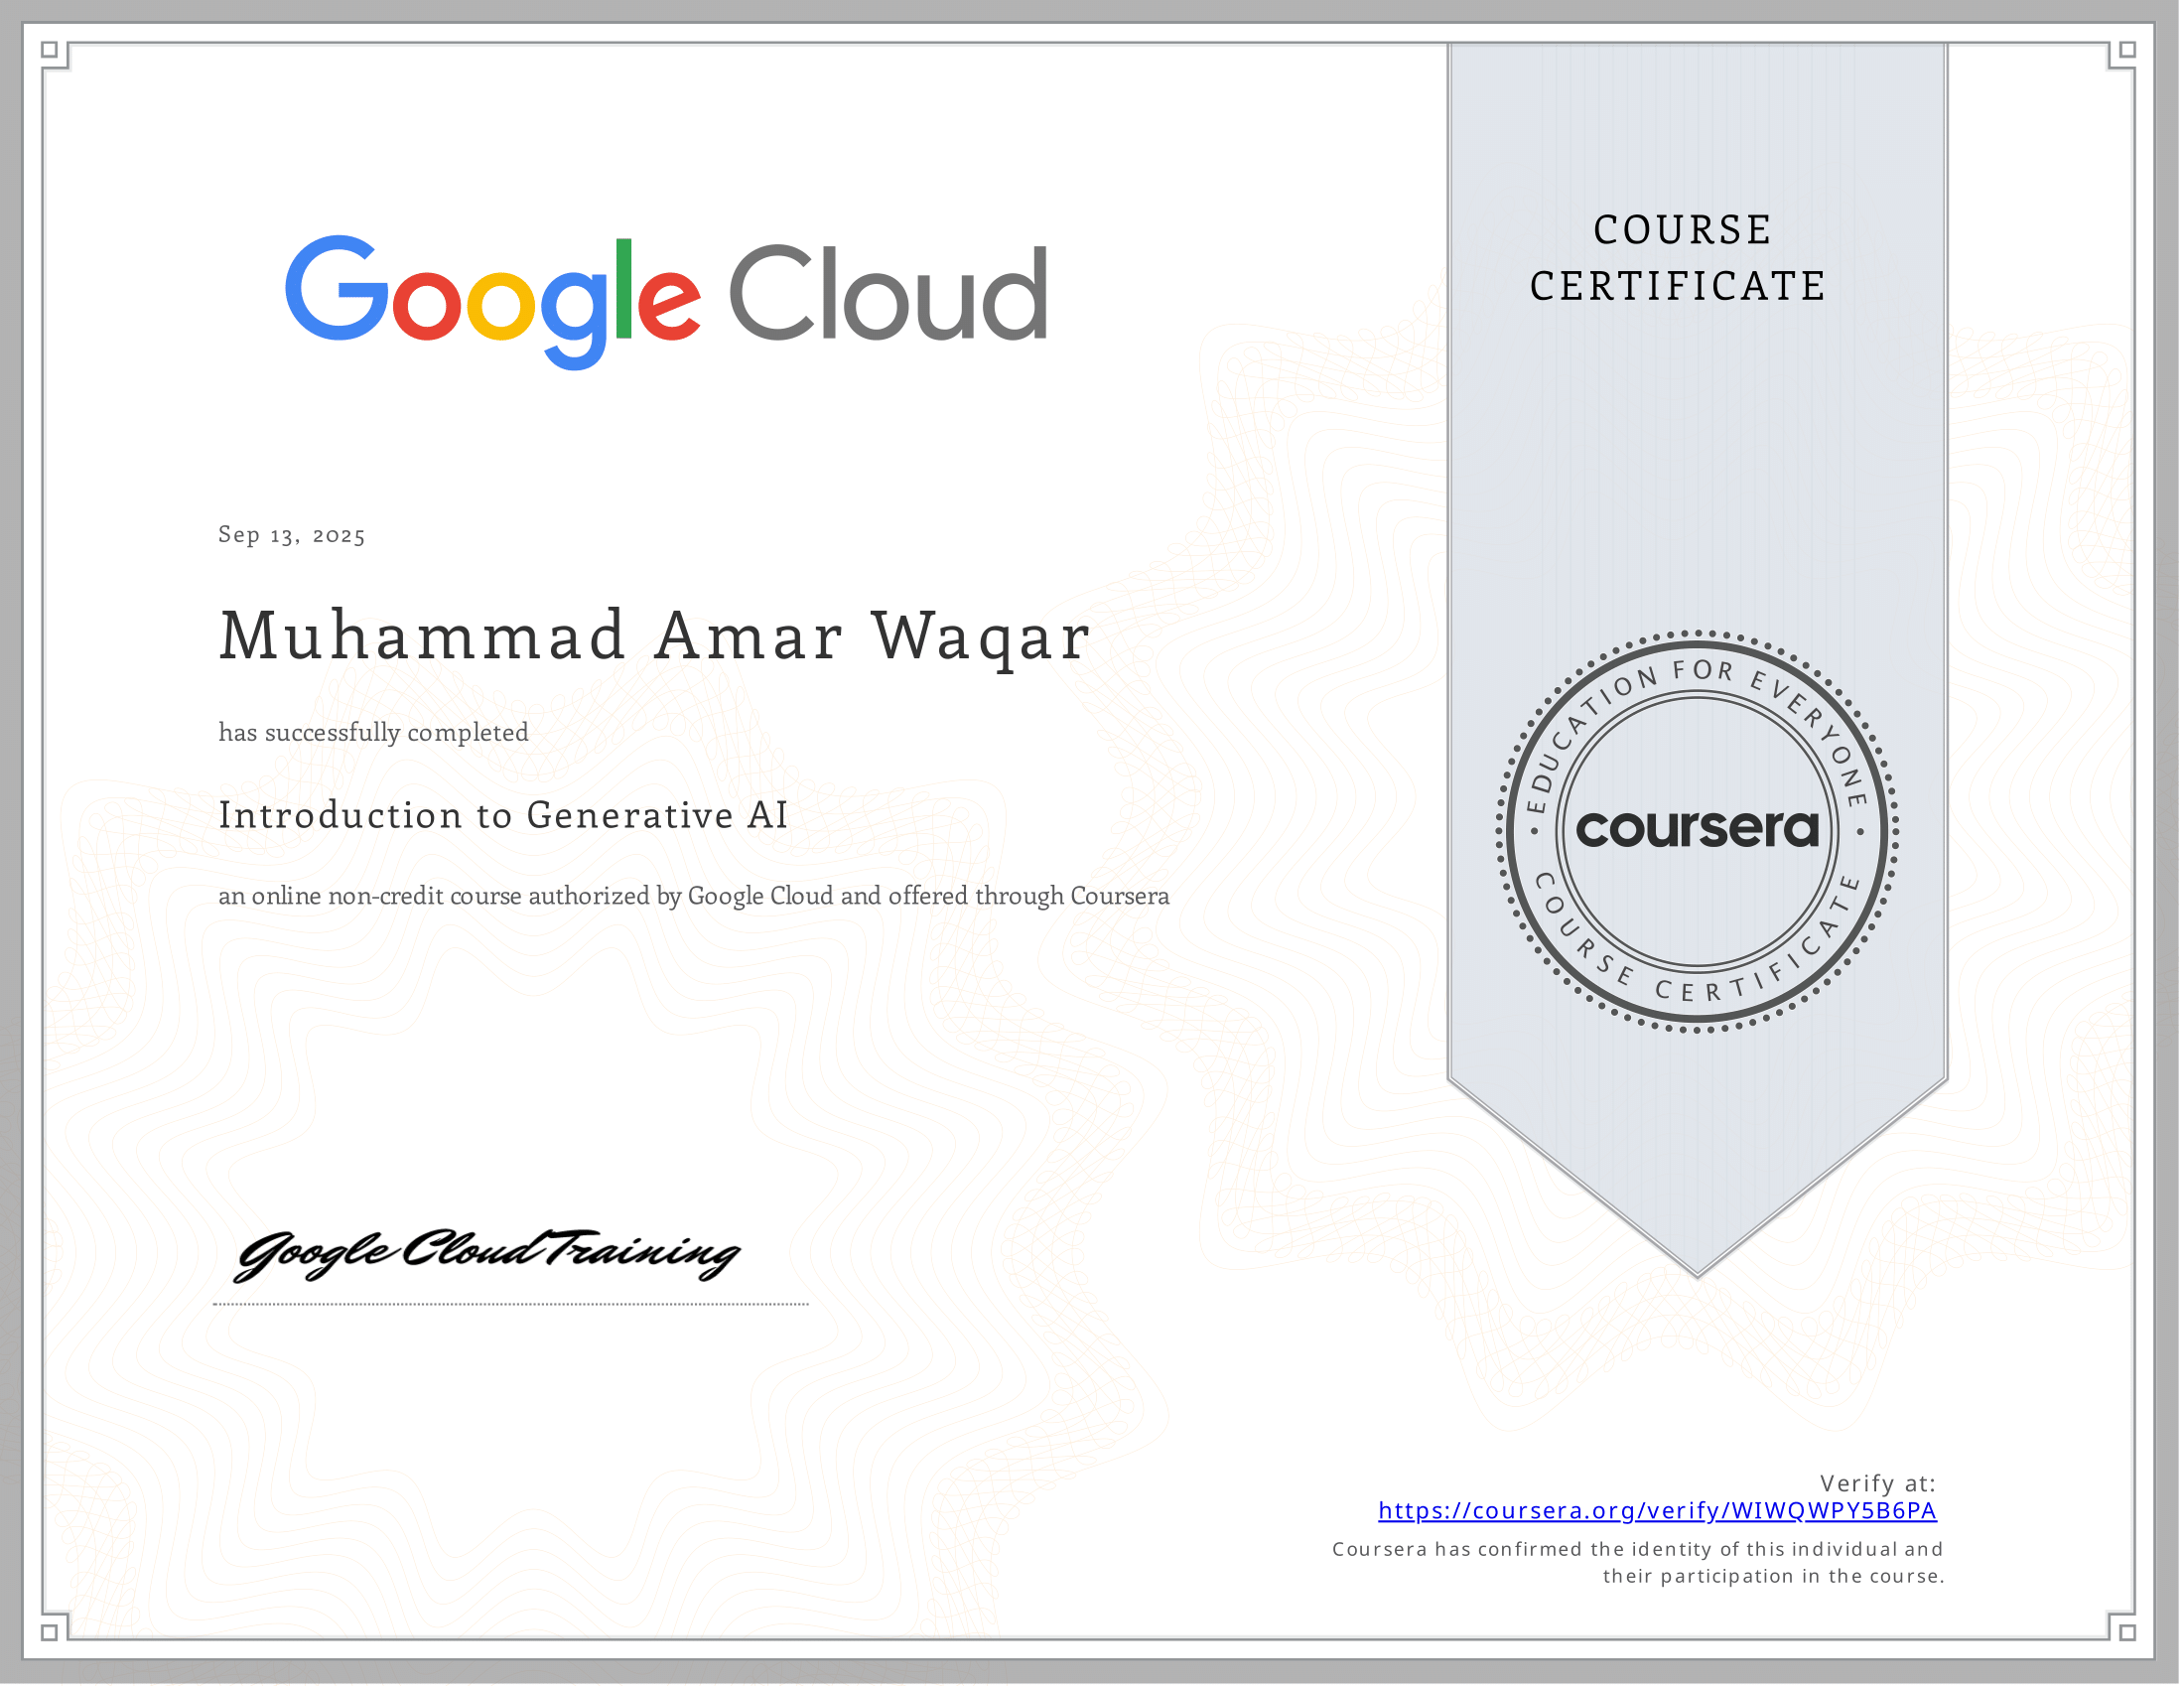 Google Cloud
COURSE
CERTIFICATE
Sep 13, 2025
Muhammad Amar Waqar
has successfully completed
Introduction to Generative AI
an online non-credit course authorized by Google Cloud and offered through Coursera
• EDUCATION FOR EVERYONE •
coursera
COURSE CERTIFICATE
Google Cloud Training
Verify at:
https://coursera.org/verify/WIWQWPY5B6PA
Coursera has confirmed the identity of this individual and
their participation in the course.